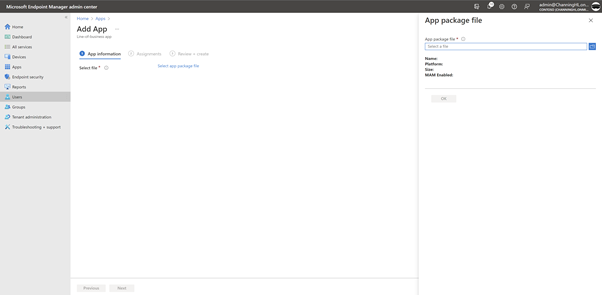 Microsoft Endpoint Manager admin center
admin@ChanningHL.on...
Home
Dashboard
All services
Devices
Apps
Endpoint security
Reports
Users
Groups
Tenant administration
Troubleshooting + support
Home > Apps >
Add App
Line-of-business app
1 App information
2 Assignments
3 Review + create
Select file *
Select app package file
Previous
Next
App package file
App package file *
Select a file
Name:
Platform:
Size:
MAM Enabled:
OK